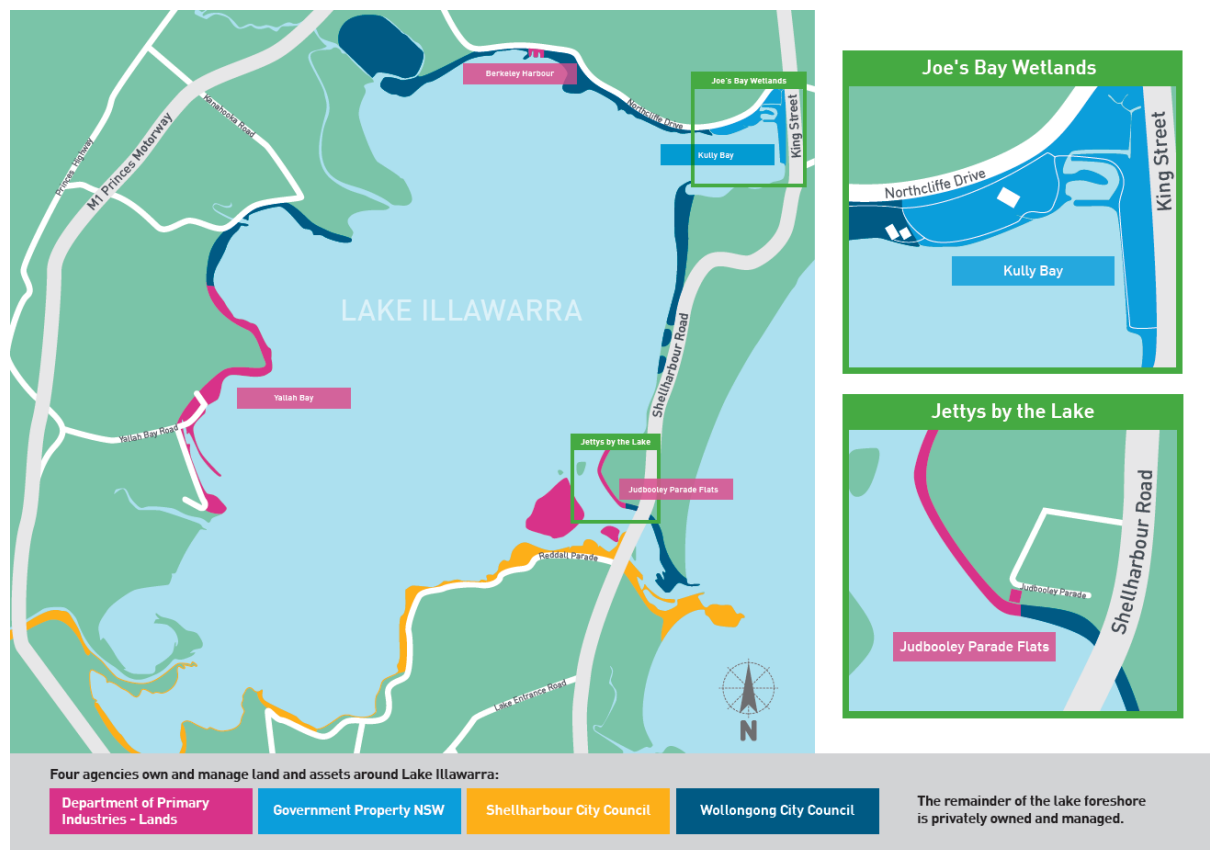 Berkeley Harbour
Joe's Bay Wetlands
Kanahooka Road
Northcliffe Drive
King Street
Princes Highway
M1 Princes Motorway
Kully Bay
LAKE ILLAWARRA
Shellharbour Road
Yallah Bay
Yallah Bay Road
Jettys by the Lake
Judbooley Parade Flats
Reddall Parade
Lake Entrance Road
N
Joe's Bay Wetlands
Northcliffe Drive
King Street
Kully Bay
Jettys by the Lake
Shellharbour Road
Judbooley Parade
Judbooley Parade Flats
Four agencies own and manage land and assets around Lake Illawarra:
Department of Primary
Industries - Lands
Government Property NSW
Shellharbour City Council
Wollongong City Council
The remainder of the lake foreshore
is privately owned and managed.